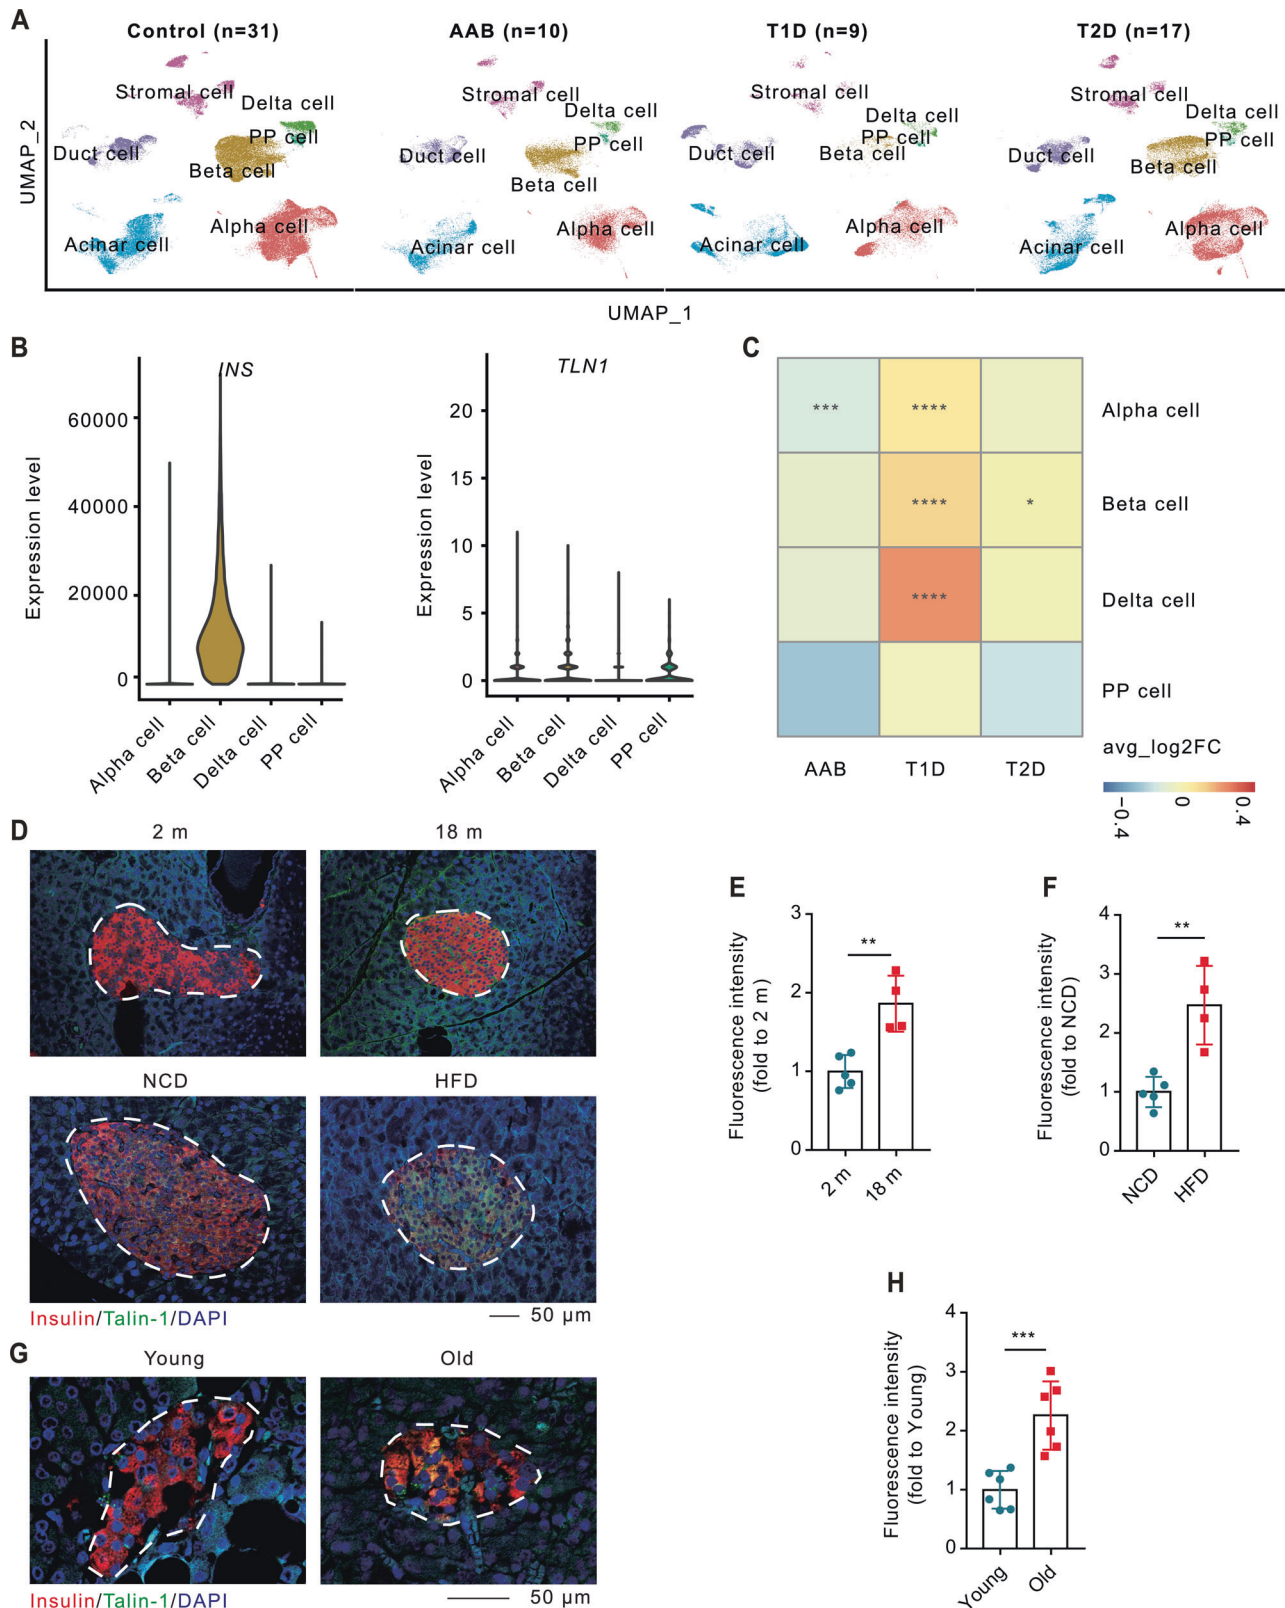 A
Control (n=31)
AAB (n=10)
T1D (n=9)
T2D (n=17)
UMAP_2
Stromal cell
Delta cell
PP cell
Duct cell
Beta cell
Alpha cell
Acinar cell
Stromal cell
Delta cell
PP cell
Duct cell
Beta cell
Alpha cell
Acinar cell
Stromal cell
Delta cell
PP cell
Duct cell
Beta cell
Alpha cell
Acinar cell
Stromal cell
Delta cell
PP cell
Duct cell
Beta cell
Alpha cell
Acinar cell
UMAP_1
B
INS
Expression level
60000
40000
20000
0
Alpha cell
Beta cell
Delta cell
PP cell
TLN1
Expression level
20
15
10
5
0
Alpha cell
Beta cell
Delta cell
PP cell
C
*** **** Alpha cell
**** * Beta cell
**** Delta cell
PP cell
AAB T1D T2D
avg_log2FC
−0.4 0 0.4
D
2 m
18 m
NCD
HFD
Insulin/Talin-1/DAPI
50 µm
E
Fluorescence intensity
(fold to 2 m)
3
2
1
0
**
2 m
18 m
F
Fluorescence intensity
(fold to NCD)
4
3
2
1
0
**
NCD
HFD
G
Young
Old
Insulin/Talin-1/DAPI
50 µm
H
Fluorescence intensity
(fold to Young)
4
3
2
1
0
***
Young
Old